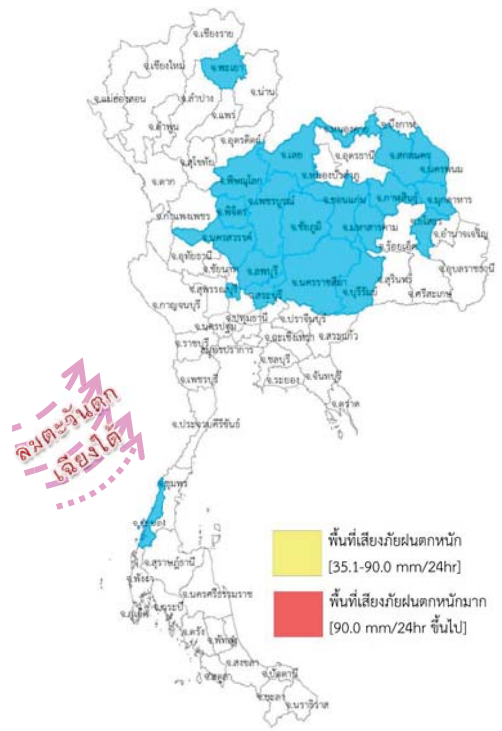 จ.เชียงราย
จ.เชียงใหม่
จ.พะเยา
จ.น่าน
จ.แม่ฮ่องสอน
จ.ลำปาง
จ.ลำพูน
จ.แพร่
จ.อุตรดิตถ์
จ.สุโขทัย
จ.ตาก
จ.พิษณุโลก
จ.เลย
จ.หนองคาย
จ.บึงกาฬ
จ.อุดรธานี
จ.สกลนคร
จ.นครพนม
จ.หนองบัวลำภู
จ.กำแพงเพชร
จ.พิจิตร
จ.เพชรบูรณ์
จ.ขอนแก่น
จ.กาฬสินธุ์
จ.มุกดาหาร
จ.ชัยภูมิ
จ.มหาสารคาม
จ.ยโสธร
จ.ร้อยเอ็ด
จ.อำนาจเจริญ
จ.นครสวรรค์
จ.อุทัยธานี
จ.ชัยนาท
จ.ลพบุรี
จ.นครราชสีมา
จ.บุรีรัมย์
จ.สุรินทร์
จ.ศรีสะเกษ
จ.อุบลราชธานี
จ.สุพรรณบุรี
จ.สระบุรี
จ.กาญจนบุรี
จ.นครปฐม
จ.ปทุมธานี
จ.ปราจีนบุรี
จ.ฉะเชิงเทรา
จ.สระแก้ว
จ.ราชบุรี
สมุทรปราการ
จ.ชลบุรี
จ.เพชรบุรี
จ.ระยอง
จ.จันทบุรี
จ.ตราด
จ.ประจวบคีรีขันธ์
ลมตะวันตก
เฉียงใต้
จ.ชุมพร
จ.ระนอง
จ.สุราษฎ์ธานี
จ.พังงา
จ.นครศรีธรรมราช
จ.ภูเก็ต
จ.กระบี่
จ.ตรัง
จ.พัทลุง
จ.สงขลา
จ.สตูล
จ.ปัตตานี
จ.ยะลา
จ.นราธิวาส
พื้นที่เสี่ยงภัยฝนตกหนัก
[35.1-90.0 mm/24hr]
พื้นที่เสี่ยงภัยฝนตกหนักมาก
[90.0 mm/24hr ขึ้นไป]